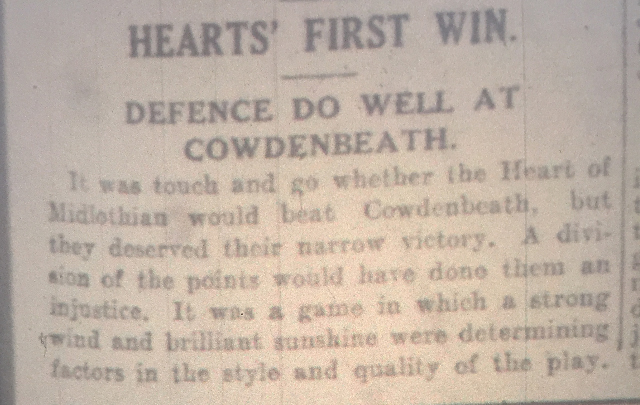 HEARTS' FIRST WIN.
DEFENCE DO WELL AT
COWDENBEATH.
It was touch and go whether the Heart of
Midlothian would beat Cowdenbeath, but
they deserved their narrow victory. A divi-
sion of the points would have done them an
injustice. It was a game in which a strong
wind and brilliant sunshine were determining
factors in the style and quality of the play.